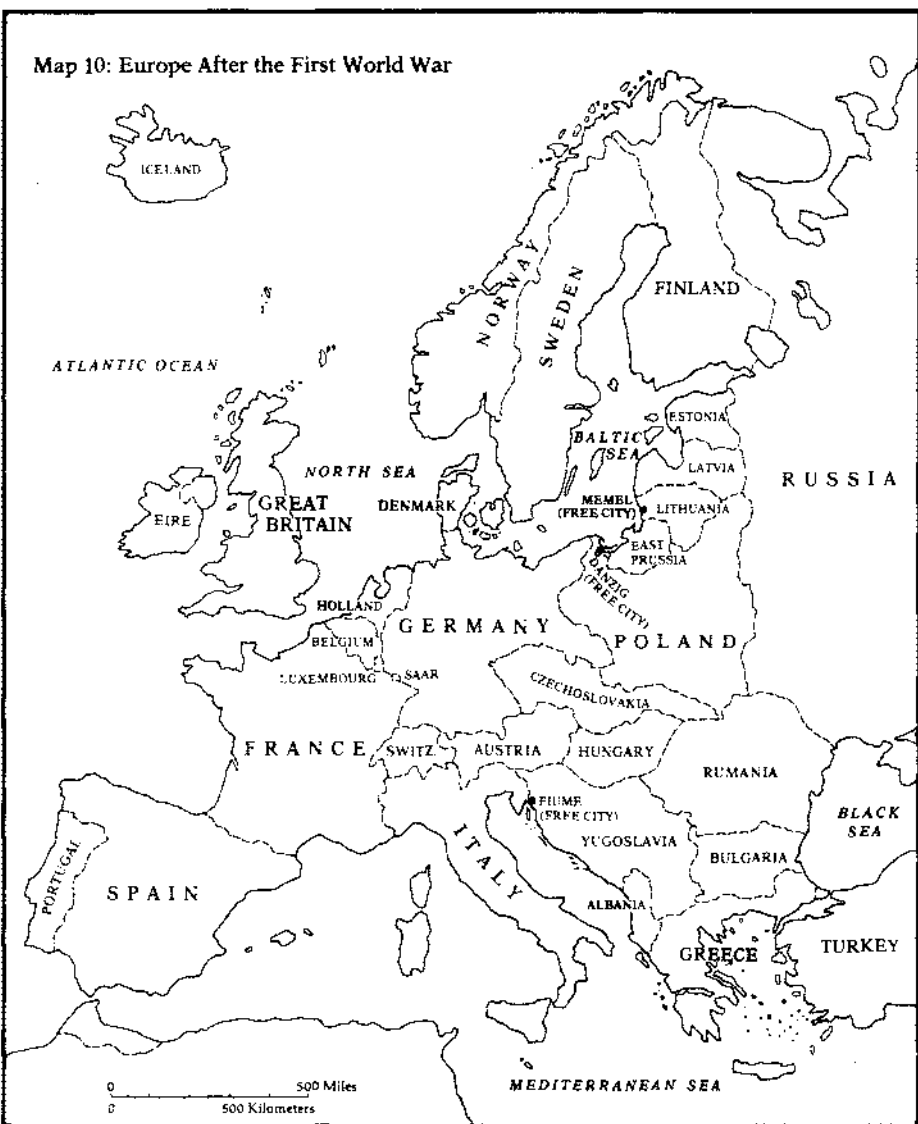 Map 10: Europe After the First World War
ICELAND
NORWAY
SWEDEN
FINLAND
ATLANTIC OCEAN
ESTONIA
BALTIC
SEA
NORTH SEA
LATVIA
RUSSIA
DENMARK
MEMEL
(FREE CITY)
LITHUANIA
GREAT
BRITAIN
EIRE
EAST
PRUSSIA
DANZIG
(FREE CITY)
HOLLAND
GERMANY
POLAND
BELGIUM
LUXEMBOURG
SAAR
CZECHOSLOVAKIA
FRANCE
SWITZ.
AUSTRIA
HUNGARY
RUMANIA
FIUME
(FREE CITY)
BLACK
SEA
YUGOSLAVIA
BULGARIA
ITALY
PORTUGAL
SPAIN
ALBANIA
GREECE
TURKEY
MEDITERRANEAN SEA
0 500 Miles
0 500 Kilometers